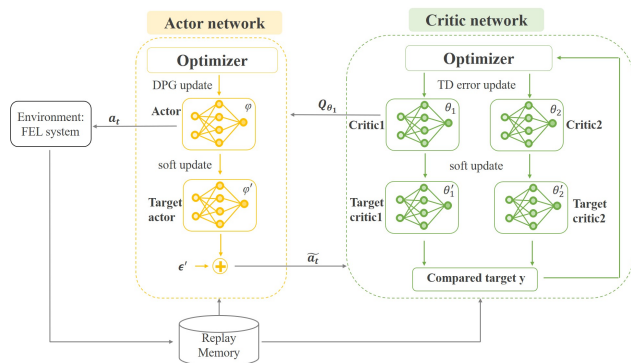 Actor network
Critic network
Optimizer
DPG update
Actor
φ
Environment:
FEL system
a_t
soft update
Target
actor
φ′
ϵ′
ã_t
Q_θ₁
Optimizer
TD error update
θ₁
Critic1
θ₂
Critic2
soft update
θ′₁
Target
critic1
θ′₂
Target
critic2
Compared target y
Replay
Memory